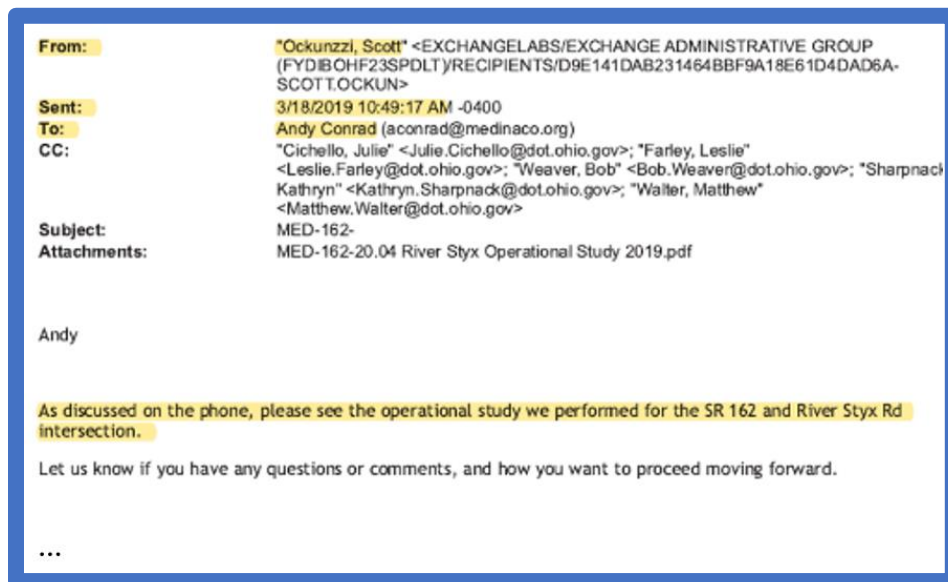 From: "Ockunzzi, Scott" <EXCHANGELABS/EXCHANGE ADMINISTRATIVE GROUP
(FYDIBOHF23SPDLT)/RECIPIENTS/D9E141DAB231464BBF9A18E61D4DAD6A-
SCOTT.OCKUN>
Sent: 3/18/2019 10:49:17 AM -0400
To: Andy Conrad (aconrad@medinaco.org)
CC: "Cichello, Julie" <Julie.Cichello@dot.ohio.gov>; "Farley, Leslie"
<Leslie.Farley@dot.ohio.gov>; "Weaver, Bob" <Bob.Weaver@dot.ohio.gov>; "Sharpnack
Kathryn" <Kathryn.Sharpnack@dot.ohio.gov>; "Walter, Matthew"
<Matthew.Walter@dot.ohio.gov>
Subject: MED-162-
Attachments: MED-162-20.04 River Styx Operational Study 2019.pdf
Andy
As discussed on the phone, please see the operational study we performed for the SR 162 and River Styx Rd
intersection.
Let us know if you have any questions or comments, and how you want to proceed moving forward.
...